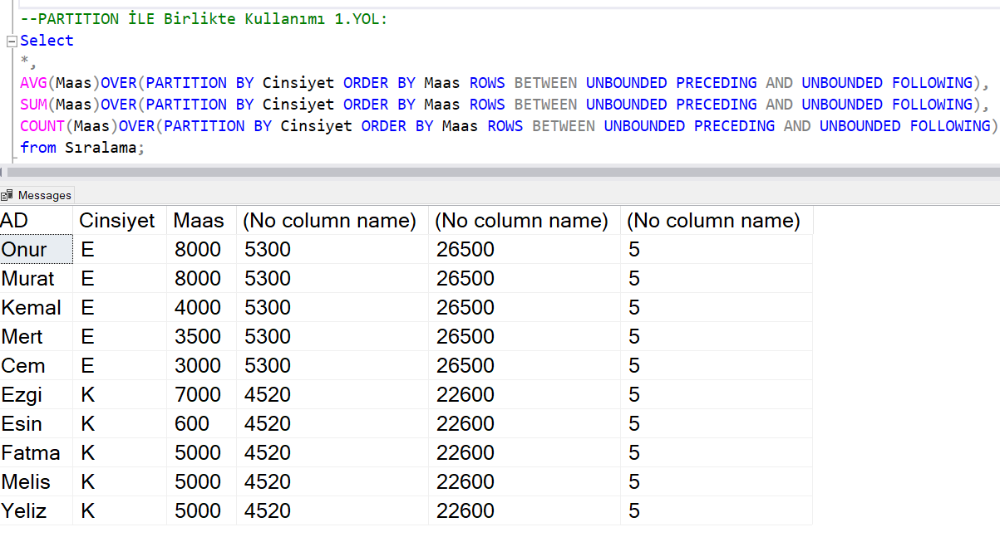 --PARTITION İLE Birlikte Kullanımı 1.YOL:
Select
*,
AVG(Maas)OVER(PARTITION BY Cinsiyet ORDER BY Maas ROWS BETWEEN UNBOUNDED PRECEDING AND UNBOUNDED FOLLOWING),
SUM(Maas)OVER(PARTITION BY Cinsiyet ORDER BY Maas ROWS BETWEEN UNBOUNDED PRECEDING AND UNBOUNDED FOLLOWING),
COUNT(Maas)OVER(PARTITION BY Cinsiyet ORDER BY Maas ROWS BETWEEN UNBOUNDED PRECEDING AND UNBOUNDED FOLLOWING)
from Sıralama;
Messages
AD Cinsiyet Maas (No column name) (No column name) (No column name)
Onur E 8000 5300 26500 5
Murat E 8000 5300 26500 5
Kemal E 4000 5300 26500 5
Mert E 3500 5300 26500 5
Cem E 3000 5300 26500 5
Ezgi K 7000 4520 22600 5
Esin K 600 4520 22600 5
Fatma K 5000 4520 22600 5
Melis K 5000 4520 22600 5
Yeliz K 5000 4520 22600 5